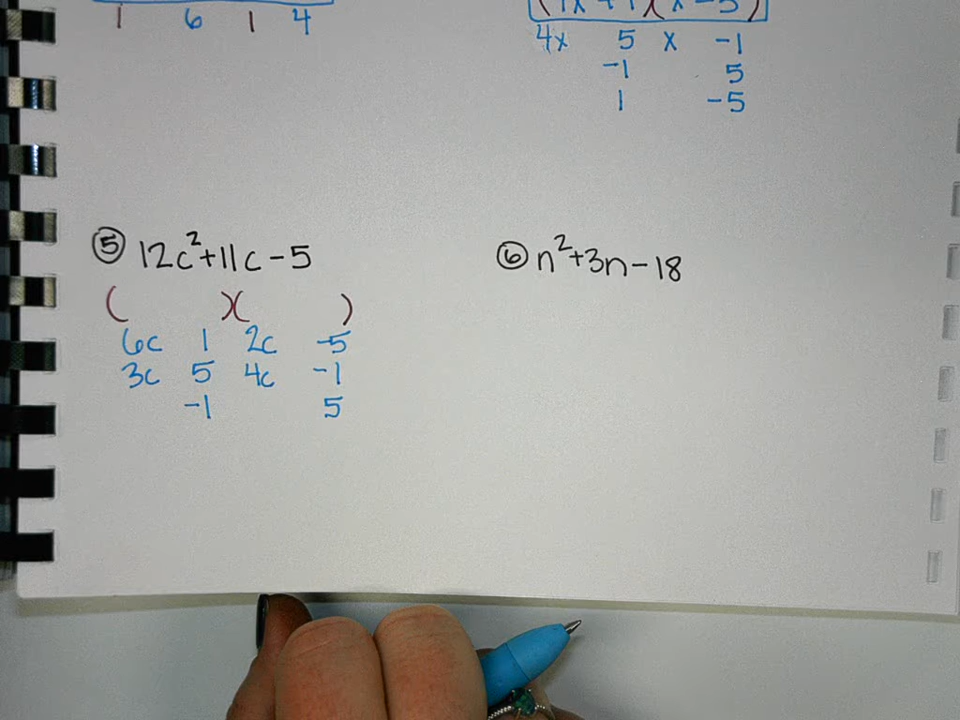 1 6 1 4
4x 5 x -1
-1 5
1 -5
⑤ 12c²+11c-5
( )( )
6c 1 2c -5
3c 5 4c -1
-1 5
⑥ n²+3n-18